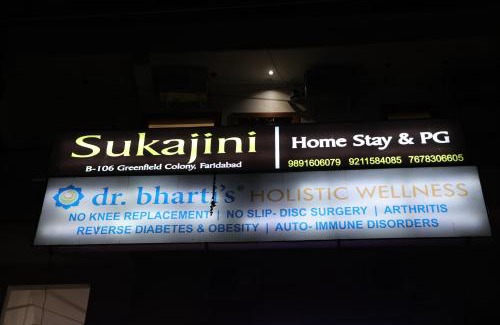 Sukajini
Home Stay & PG
B-106 Greenfield Colony, Faridabad
9891606079 9211584085 7678306605
dr. bharti's HOLISTIC WELLNESS
NO KNEE REPLACEMENT | NO SLIP- DISC SURGERY | ARTHRITIS
REVERSE DIABETES & OBESITY | AUTO- IMMUNE DISORDERS